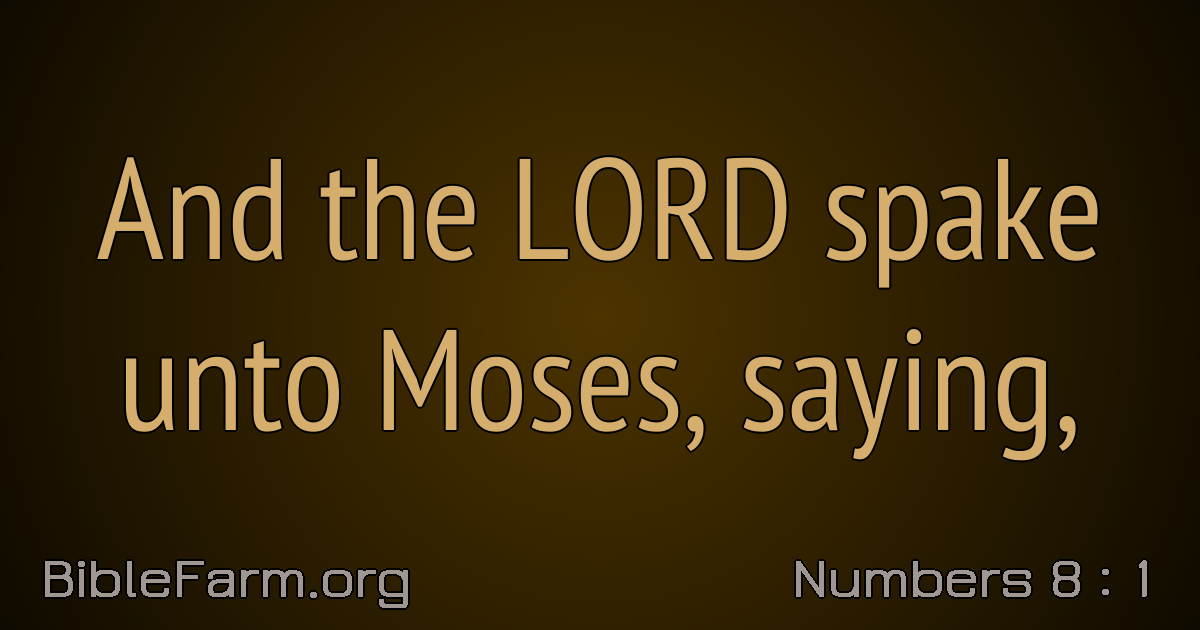 And the LORD spake
unto Moses, saying,
BibleFarm.org
Numbers 8 : 1